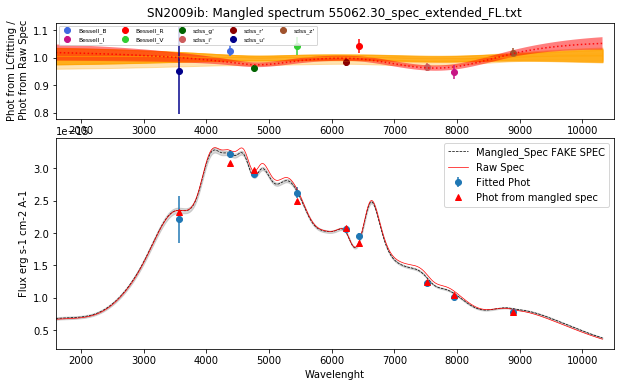 SN2009ib: Mangled spectrum 55062.30_spec_extended_FL.txt
Phot from LCfitting /
Phot from Raw Spec
1.1
1.0
0.9
0.8
Bessell_B Bessell_R sdss_g' sdss_r' sdss_z'
Bessell_I Bessell_V sdss_i' sdss_u'
2000 3000 4000 5000 6000 7000 8000 9000 10000
1e−15
Flux erg s-1 cm-2 A-1
3.0
2.5
2.0
1.5
1.0
0.5
Mangled_Spec FAKE SPEC
Raw Spec
Fitted Phot
Phot from mangled spec
2000 3000 4000 5000 6000 7000 8000 9000 10000
Wavelenght